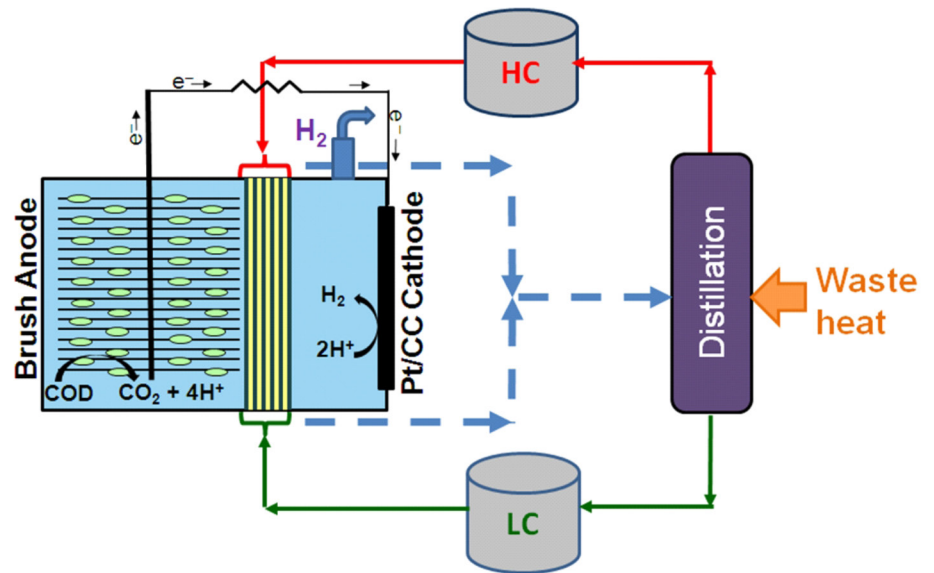 HC
e⁻
e⁻
e⁻
H₂
Brush Anode
Pt/CC Cathode
H₂
2H⁺
COD
CO₂ + 4H⁺
Distillation
Waste
heat
LC